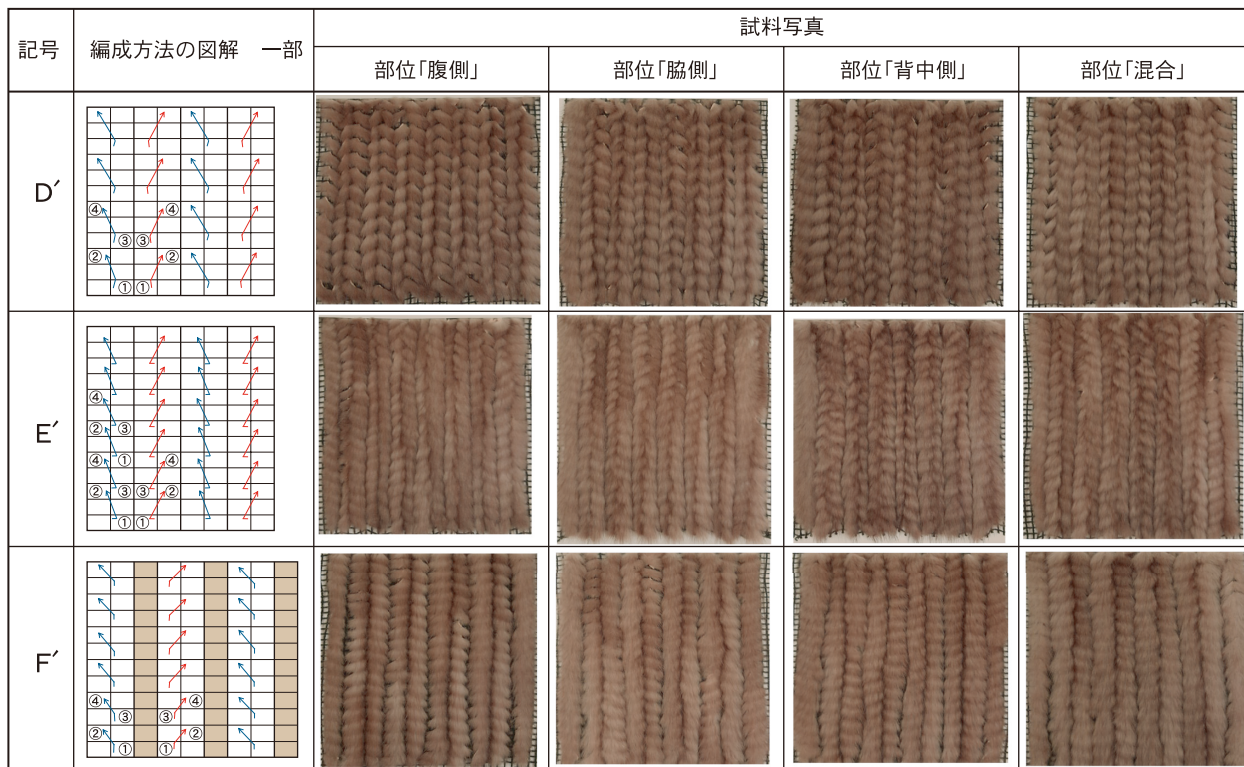 記号
編成方法の図解　一部
試料写真
部位「腹側」
部位「脇側」
部位「背中側」
部位「混合」
D′
④ ④
③ ③
② ②
① ①
E′
④
② ③
④ ① ④
② ③ ③ ②
① ①
F′
④ ④
③ ③
② ②
① ①